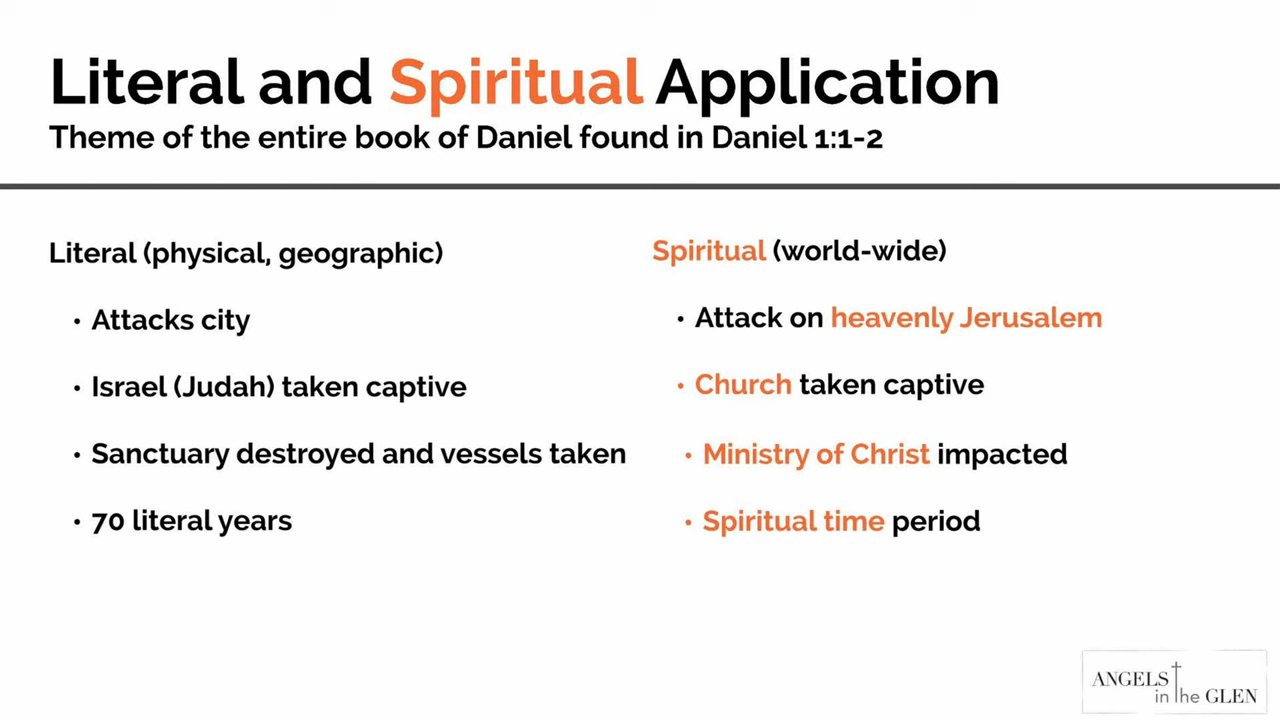 Literal and Spiritual Application
Theme of the entire book of Daniel found in Daniel 1:1-2
Literal (physical, geographic)
• Attacks city
• Israel (Judah) taken captive
• Sanctuary destroyed and vessels taken
• 70 literal years
Spiritual (world-wide)
• Attack on heavenly Jerusalem
• Church taken captive
• Ministry of Christ impacted
• Spiritual time period
ANGELS
in the GLEN